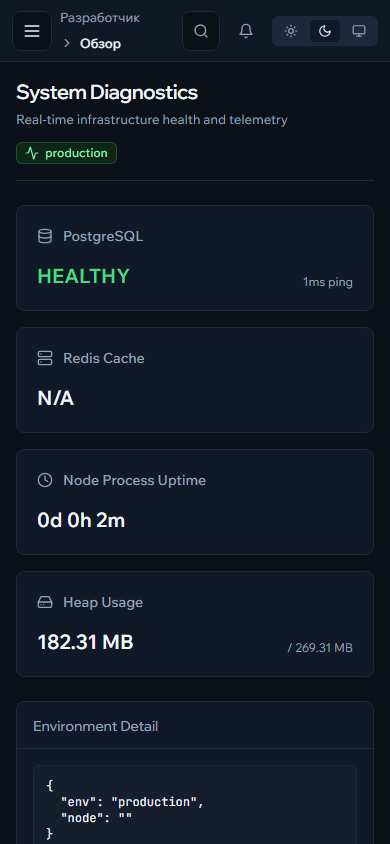 Разработчик
Обзор
System Diagnostics
Real-time infrastructure health and telemetry
production
PostgreSQL
HEALTHY
1ms ping
Redis Cache
N/A
Node Process Uptime
0d 0h 2m
Heap Usage
182.31 MB
/ 269.31 MB
Environment Detail
{
"env": "production",
"node": ""
}